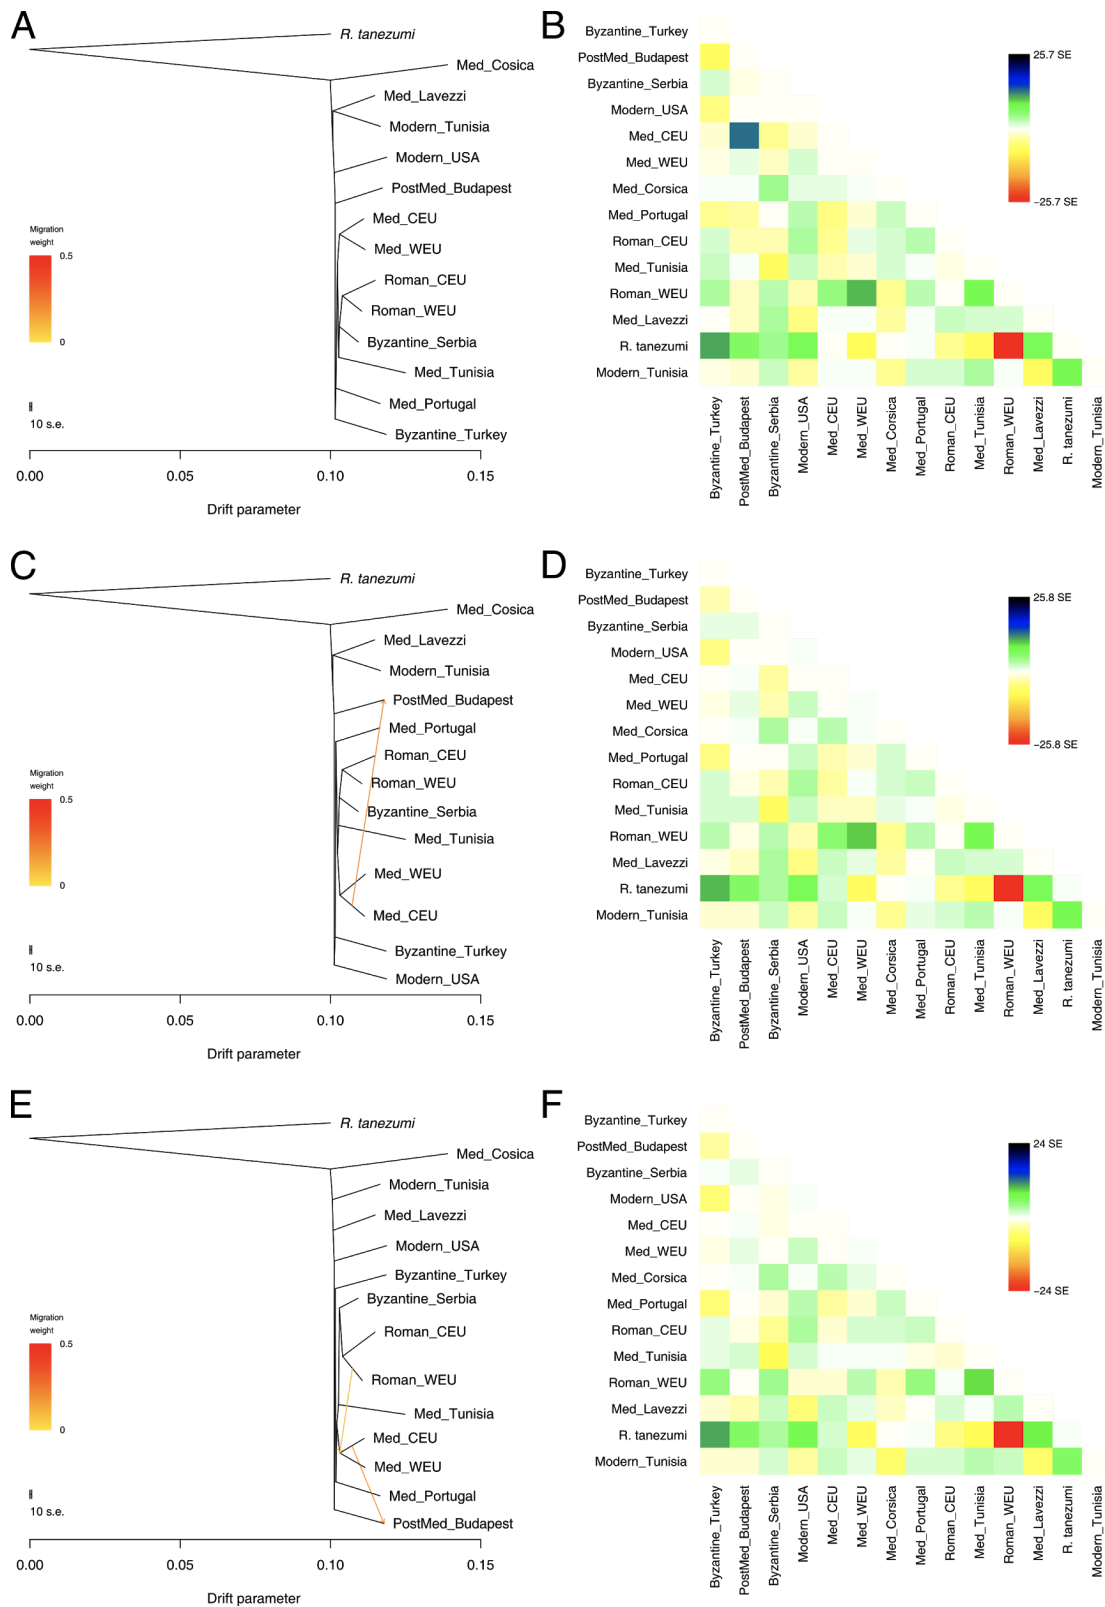 A
R. tanezumi
Med_Cosica
Med_Lavezzi
Modern_Tunisia
Modern_USA
PostMed_Budapest
Med_CEU
Med_WEU
Roman_CEU
Roman_WEU
Byzantine_Serbia
Med_Tunisia
Med_Portugal
Byzantine_Turkey
Migration
weight
0.5
0
10 s.e.
0.00 0.05 0.10 0.15
Drift parameter
B
Byzantine_Turkey
PostMed_Budapest
Byzantine_Serbia
Modern_USA
Med_CEU
Med_WEU
Med_Corsica
Med_Portugal
Roman_CEU
Med_Tunisia
Roman_WEU
Med_Lavezzi
R. tanezumi
Modern_Tunisia
25.7 SE
−25.7 SE
Byzantine_Turkey
PostMed_Budapest
Byzantine_Serbia
Modern_USA
Med_CEU
Med_WEU
Med_Corsica
Med_Portugal
Roman_CEU
Med_Tunisia
Roman_WEU
Med_Lavezzi
R. tanezumi
Modern_Tunisia
C
R. tanezumi
Med_Cosica
Med_Lavezzi
Modern_Tunisia
PostMed_Budapest
Med_Portugal
Roman_CEU
Roman_WEU
Byzantine_Serbia
Med_Tunisia
Med_WEU
Med_CEU
Byzantine_Turkey
Modern_USA
Migration
weight
0.5
0
10 s.e.
0.00 0.05 0.10 0.15
Drift parameter
D
Byzantine_Turkey
PostMed_Budapest
Byzantine_Serbia
Modern_USA
Med_CEU
Med_WEU
Med_Corsica
Med_Portugal
Roman_CEU
Med_Tunisia
Roman_WEU
Med_Lavezzi
R. tanezumi
Modern_Tunisia
25.8 SE
−25.8 SE
Byzantine_Turkey
PostMed_Budapest
Byzantine_Serbia
Modern_USA
Med_CEU
Med_WEU
Med_Corsica
Med_Portugal
Roman_CEU
Med_Tunisia
Roman_WEU
Med_Lavezzi
R. tanezumi
Modern_Tunisia
E
R. tanezumi
Med_Cosica
Modern_Tunisia
Med_Lavezzi
Modern_USA
Byzantine_Turkey
Byzantine_Serbia
Roman_CEU
Roman_WEU
Med_Tunisia
Med_CEU
Med_WEU
Med_Portugal
PostMed_Budapest
Migration
weight
0.5
0
10 s.e.
0.00 0.05 0.10 0.15
Drift parameter
F
Byzantine_Turkey
PostMed_Budapest
Byzantine_Serbia
Modern_USA
Med_CEU
Med_WEU
Med_Corsica
Med_Portugal
Roman_CEU
Med_Tunisia
Roman_WEU
Med_Lavezzi
R. tanezumi
Modern_Tunisia
24 SE
−24 SE
Byzantine_Turkey
PostMed_Budapest
Byzantine_Serbia
Modern_USA
Med_CEU
Med_WEU
Med_Corsica
Med_Portugal
Roman_CEU
Med_Tunisia
Roman_WEU
Med_Lavezzi
R. tanezumi
Modern_Tunisia